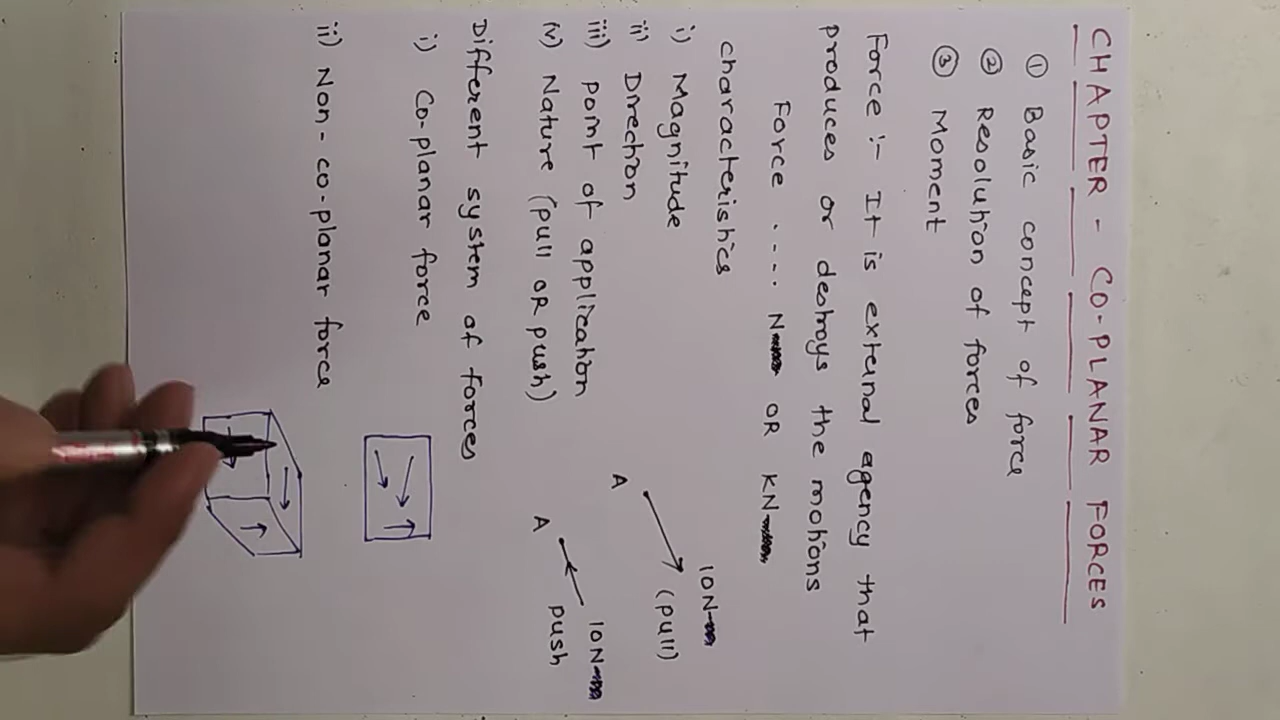 CHAPTER - CO-PLANAR FORCES
① Basic concept of force
② Resolution of forces
③ Moment
Force :- It is external agency that
produces or destroys the motions
Force .... N OR KN
characteristics
i) Magnitude
ii) Direction
iii) point of application
iv) Nature (pull OR push)
10N
A (pull)
10N
A push
Different system of forces
i) Co-planar force
ii) Non-co-planar force